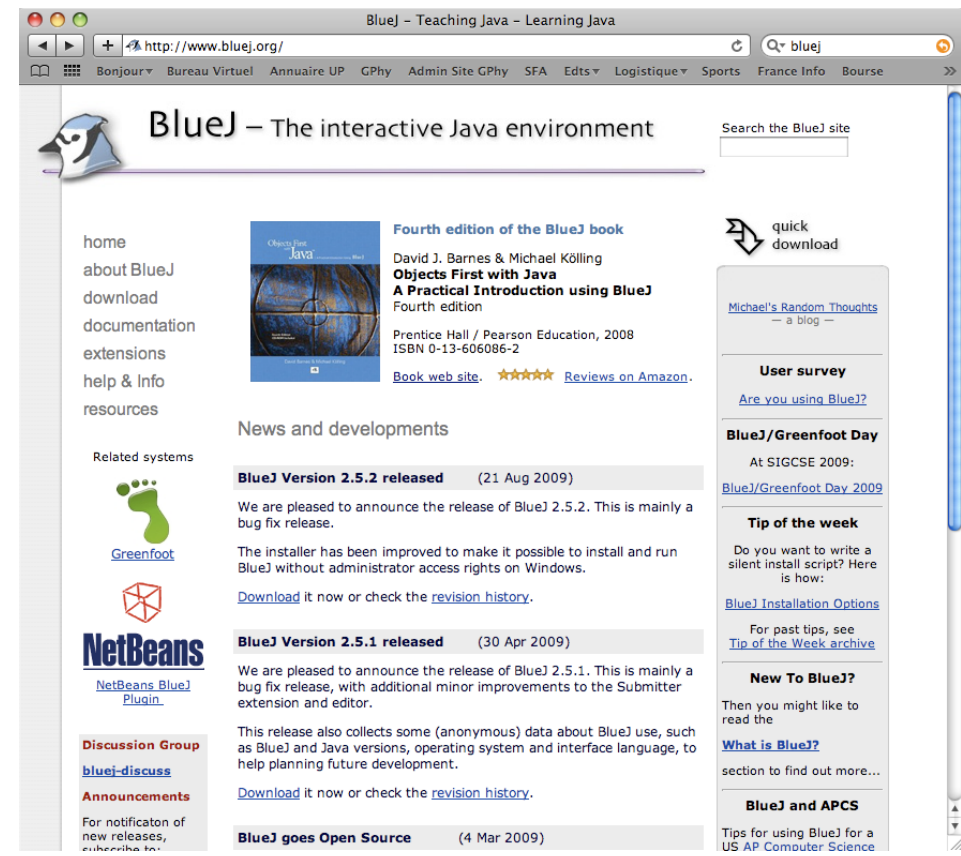 BlueJ – Teaching Java – Learning Java
http://www.bluej.org/
bluej
Bonjour Bureau Virtuel Annuaire UP GPhy Admin Site GPhy SFA Edts Logistique Sports France Info Bourse
BlueJ – The interactive Java environment
Search the BlueJ site
home
about BlueJ
download
documentation
extensions
help & Info
resources
Related systems
Greenfoot
NetBeans
NetBeans BlueJ
Plugin
Discussion Group
bluej-discuss
Announcements
For notificaton of
new releases,
subscribe to:
Objects First
with Java
David Barnes & Michael Kölling
Fourth edition of the BlueJ book
David J. Barnes & Michael Kölling
Objects First with Java
A Practical Introduction using BlueJ
Fourth edition
Prentice Hall / Pearson Education, 2008
ISBN 0-13-606086-2
Book web site. Reviews on Amazon.
News and developments
BlueJ Version 2.5.2 released (21 Aug 2009)
We are pleased to announce the release of BlueJ 2.5.2. This is mainly a
bug fix release.
The installer has been improved to make it possible to install and run
BlueJ without administrator access rights on Windows.
Download it now or check the revision history.
BlueJ Version 2.5.1 released (30 Apr 2009)
We are pleased to announce the release of BlueJ 2.5.1. This is mainly a
bug fix release, with additional minor improvements to the Submitter
extension and editor.
This release also collects some (anonymous) data about BlueJ use, such
as BlueJ and Java versions, operating system and interface language, to
help planning future development.
Download it now or check the revision history.
BlueJ goes Open Source (4 Mar 2009)
quick
download
Michael's Random Thoughts
— a blog —
User survey
Are you using BlueJ?
BlueJ/Greenfoot Day
At SIGCSE 2009:
BlueJ/Greenfoot Day 2009
Tip of the week
Do you want to write a
silent install script? Here
is how:
BlueJ Installation Options
For past tips, see
Tip of the Week archive
New To BlueJ?
Then you might like to
read the
What is BlueJ?
section to find out more...
BlueJ and APCS
Tips for using BlueJ for a
US AP Computer Science